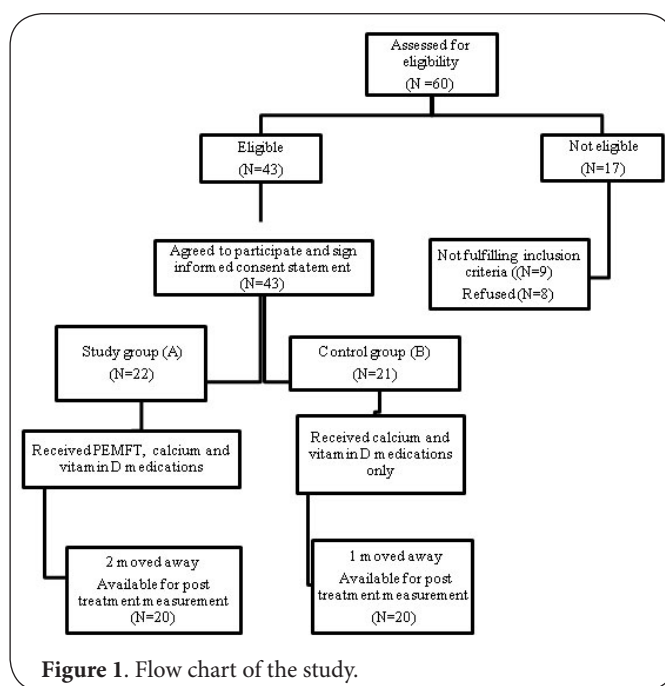 Assessed for
eligibility
(N =60)
Eligible
(N=43)
Not eligible
(N=17)
Agreed to participate and sign
informed consent statement
(N=43)
Not fulfilling inclusion
criteria ((N=9)
Refused (N=8)
Study group (A)
(N=22)
Control group (B)
(N=21)
Received PEMFT, calcium and
vitamin D medications
Received calcium and
vitamin D medications
only
2 moved away
Available for post
treatment measurement
(N=20)
1 moved away
Available for post
treatment measurement
(N=20)
Figure 1. Flow chart of the study.